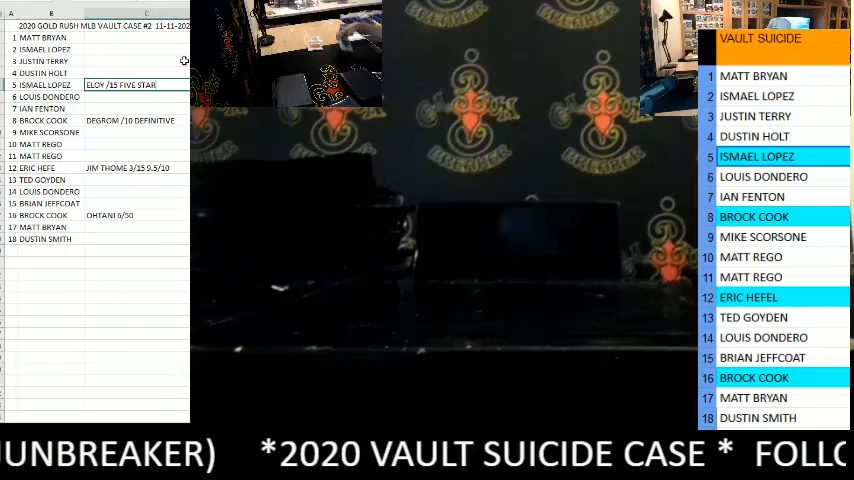 A B C
2020 GOLD RUSH MLB VAULT CASE#2 11-11-202
1 MATT BRYAN
2 ISMAEL LOPEZ
3 JUSTIN TERRY
4 DUSTIN HOLT
5 ISMAEL LOPEZ ELOY /15 FIVE STAR
6 LOUIS DONDERO
7 IAN FENTON
8 BROCK COOK DEGROM /10 DEFINITIVE
9 MIKE SCORSONE
10 MATT REGO
11 MATT REGO
12 ERIC HEFE JIM THOME 3/15 9.5/10
13 TED GOYDEN
14 LOUIS DONDERO
15 BRIAN JEFFCOAT
16 BROCK COOK OHTANI 6/50
17 MATT BRYAN
18 DUSTIN SMITH
BREAKER
BREAKER
BREAKER
VAULT SUICIDE
1 MATT BRYAN
2 ISMAEL LOPEZ
3 JUSTIN TERRY
4 DUSTIN HOLT
5 ISMAEL LOPEZ
6 LOUIS DONDERO
7 IAN FENTON
8 BROCK COOK
9 MIKE SCORSONE
10 MATT REGO
11 MATT REGO
12 ERIC HEFEL
13 TED GOYDEN
14 LOUIS DONDERO
15 BRIAN JEFFCOAT
16 BROCK COOK
17 MATT BRYAN
18 DUSTIN SMITH
JUNBREAKER) *2020 VAULT SUICIDE CASE * FOLLO